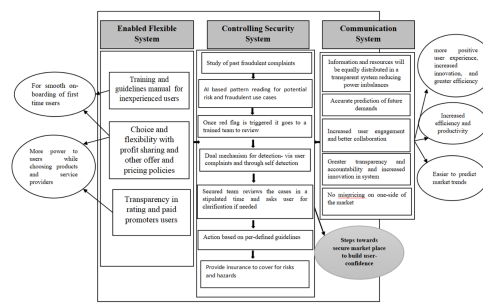 Enabled Flexible
System
Controlling Security
System
Communication
System
For smooth on-
boarding of first
time users
More power to
users while
choosing products
and service
providers
Training and
guidelines manual for
inexperienced users
Choice and
flexibility with
profit sharing and
other offer and
pricing policies
Transparency in
rating and paid
promoters users
Study of past fraudulent complaints
AI based pattern reading for potential
risk and fraudulent use cases
Once red flag is triggered it goes to
a trained team to review
Dual mechanism for detection- via user
complaints and through self detection
Secured team reviews the cases in a
stipulated time and asks user for
clarification if needed
Action based on per-defined guidelines
Provide insurance to cover for risks
and hazards
Information and resources will
be equally distributed in a
transparent system reducing
power imbalances
Accurate prediction of future
demands
Increased user engagement
and better collaboration
Greater transparency and
accountability and increased
innovation in system
No mispricing on one-side of
the market
more positive
user experience,
increased
innovation, and
greater efficiency
Increased
efficiency and
productivity
Easier to predict
market trends
Steps towards
secure market place
to build user-
confidence